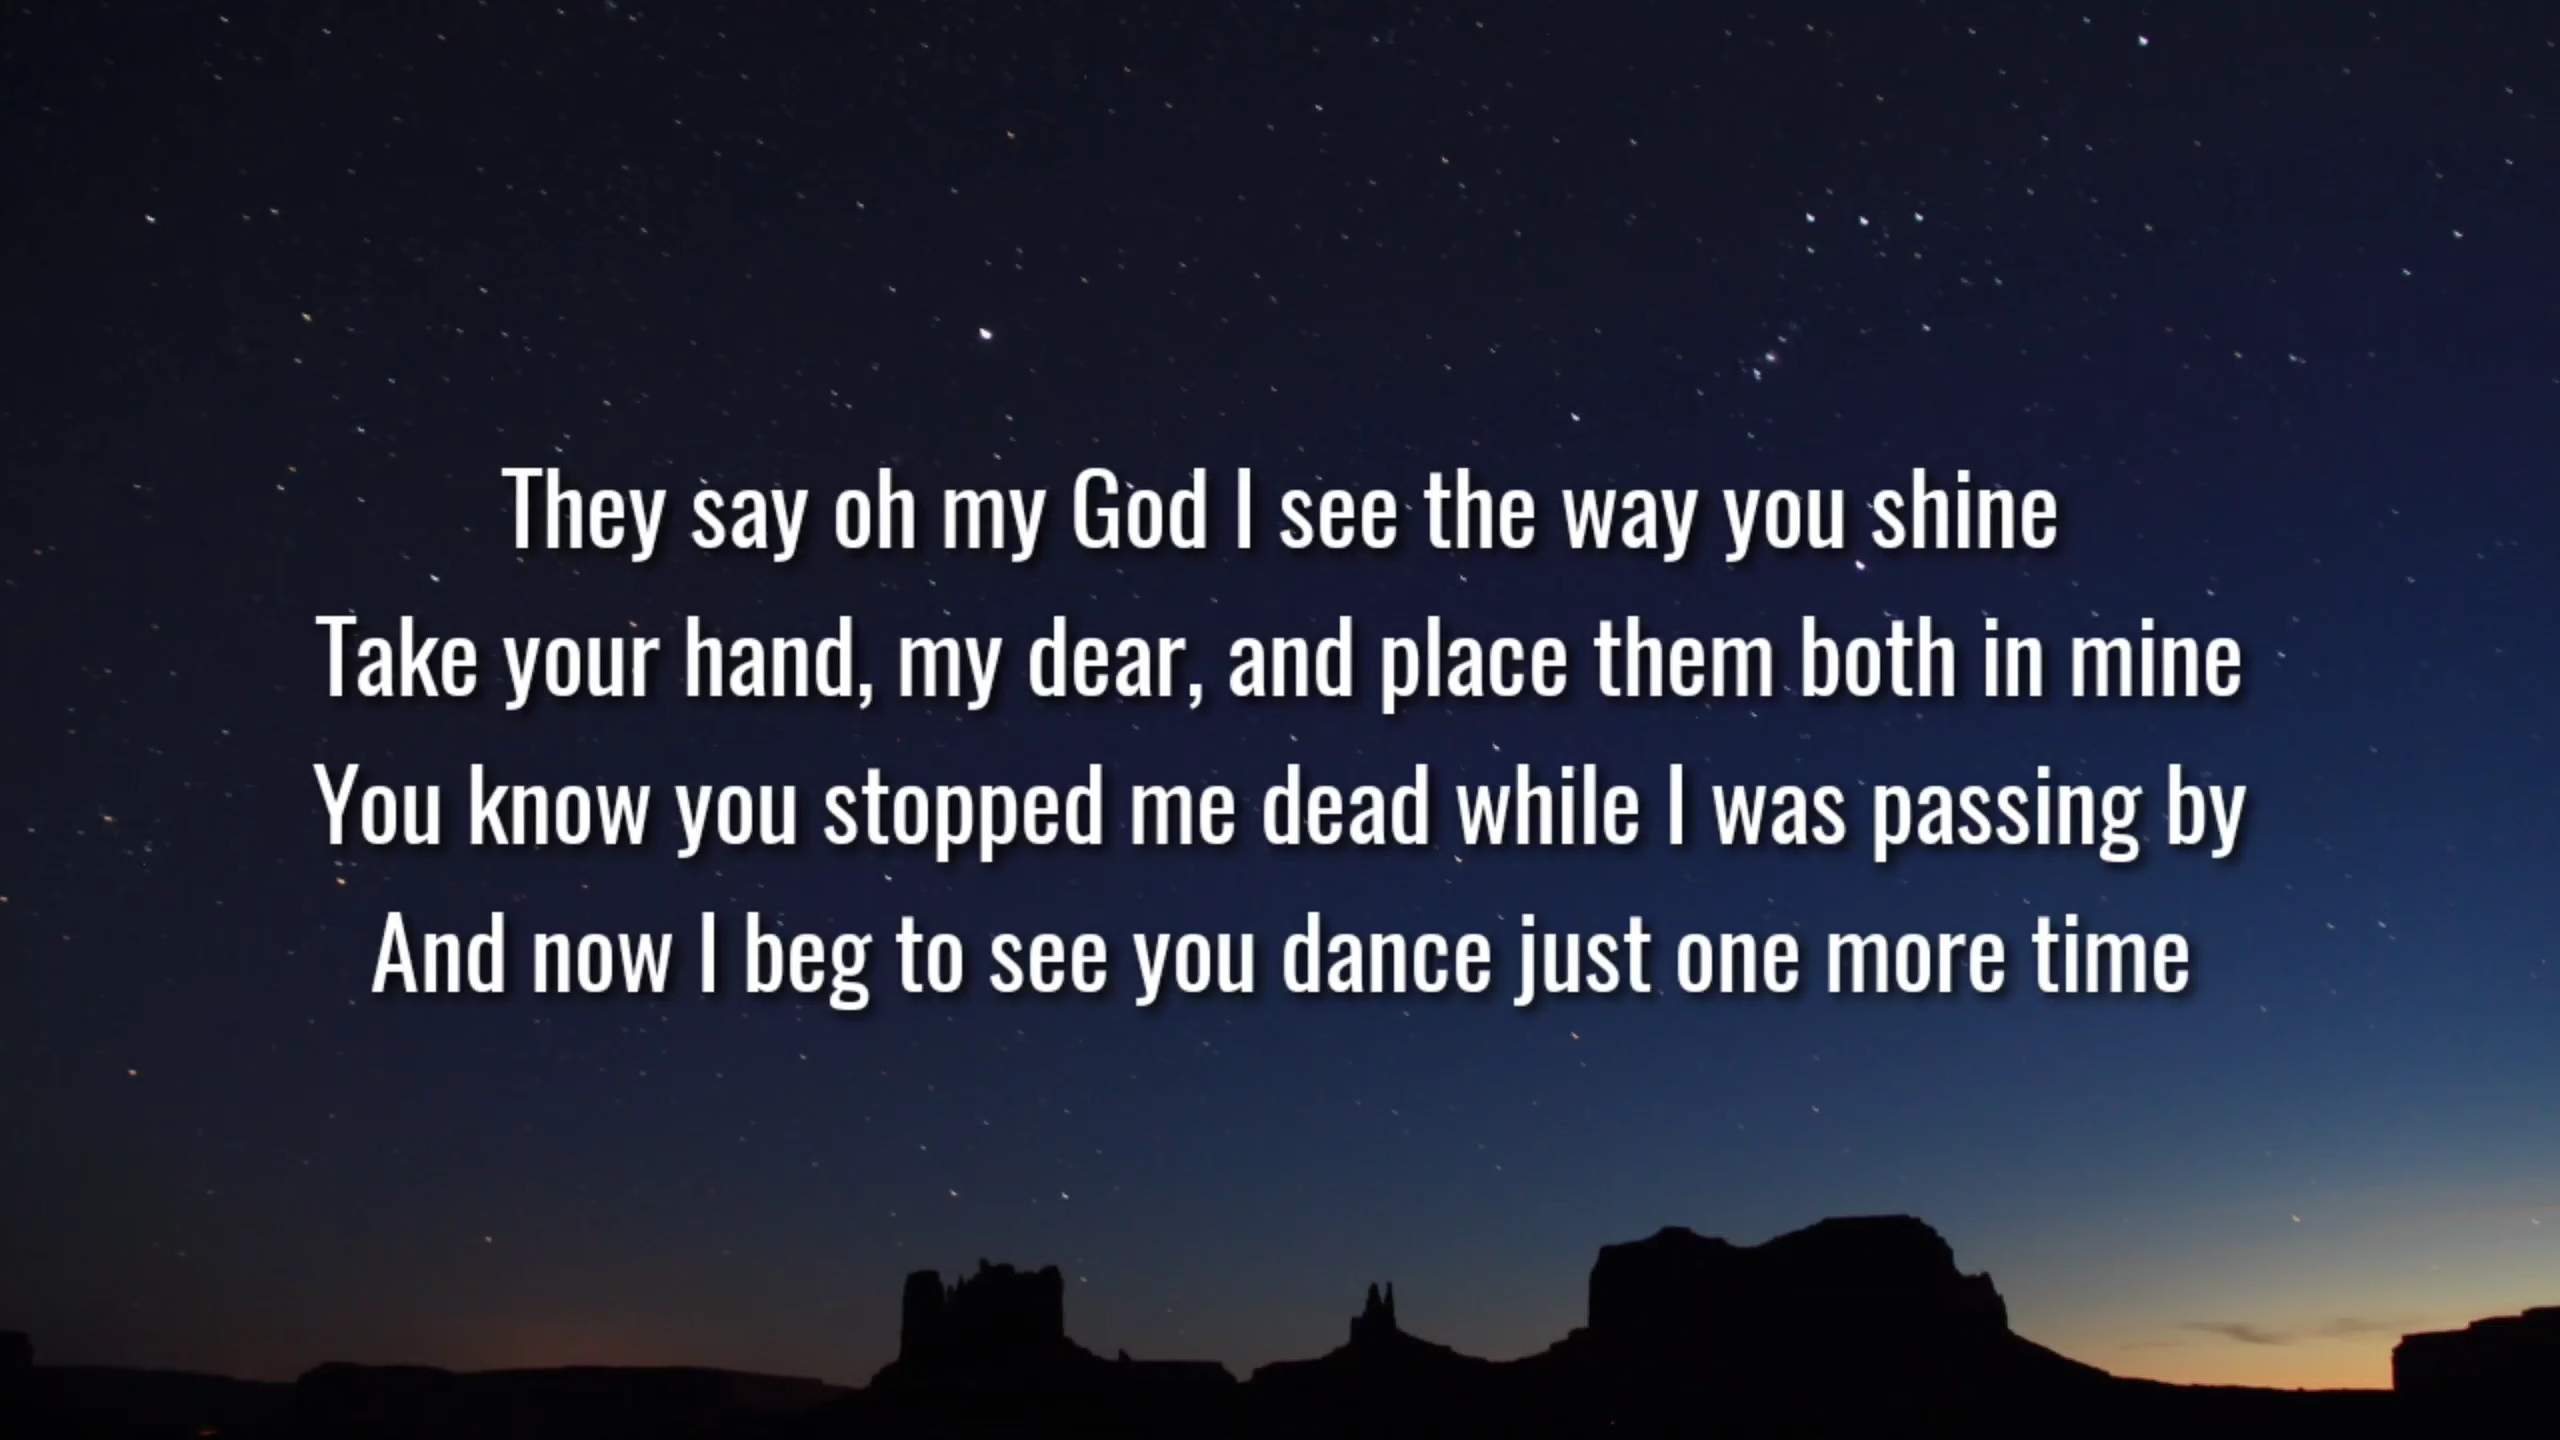 They say oh my God I see the way you shine
Take your hand, my dear, and place them both in mine
You know you stopped me dead while I was passing by
And now I beg to see you dance just one more time